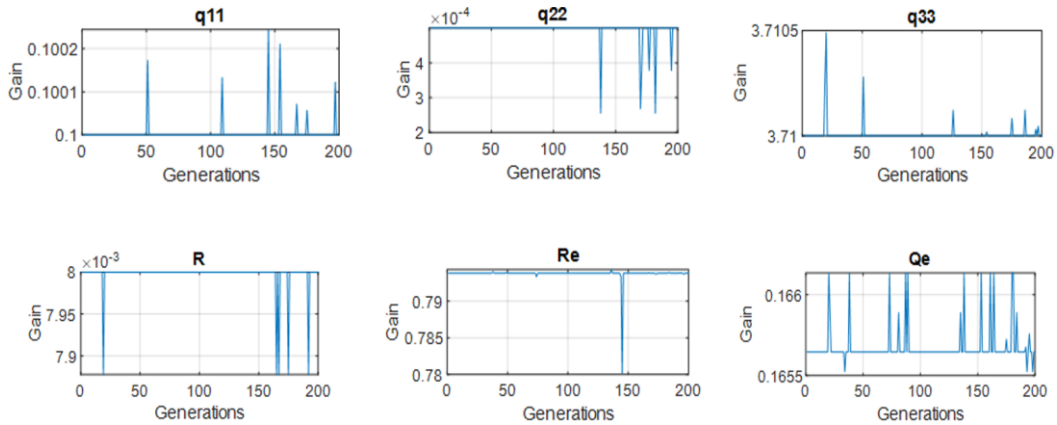 q11
Gain
0.1002
0.1001
0.1
0 50 100 150 200
Generations
q22
×10⁻⁴
Gain
4
3
2
0 50 100 150 200
Generations
q33
Gain
3.7105
3.71
0 50 100 150 200
Generations
R
×10⁻³
Gain
8
7.95
7.9
0 50 100 150 200
Generations
Re
Gain
0.79
0.785
0.78
0 50 100 150 200
Generations
Qe
Gain
0.166
0.1655
0 50 100 150 200
Generations